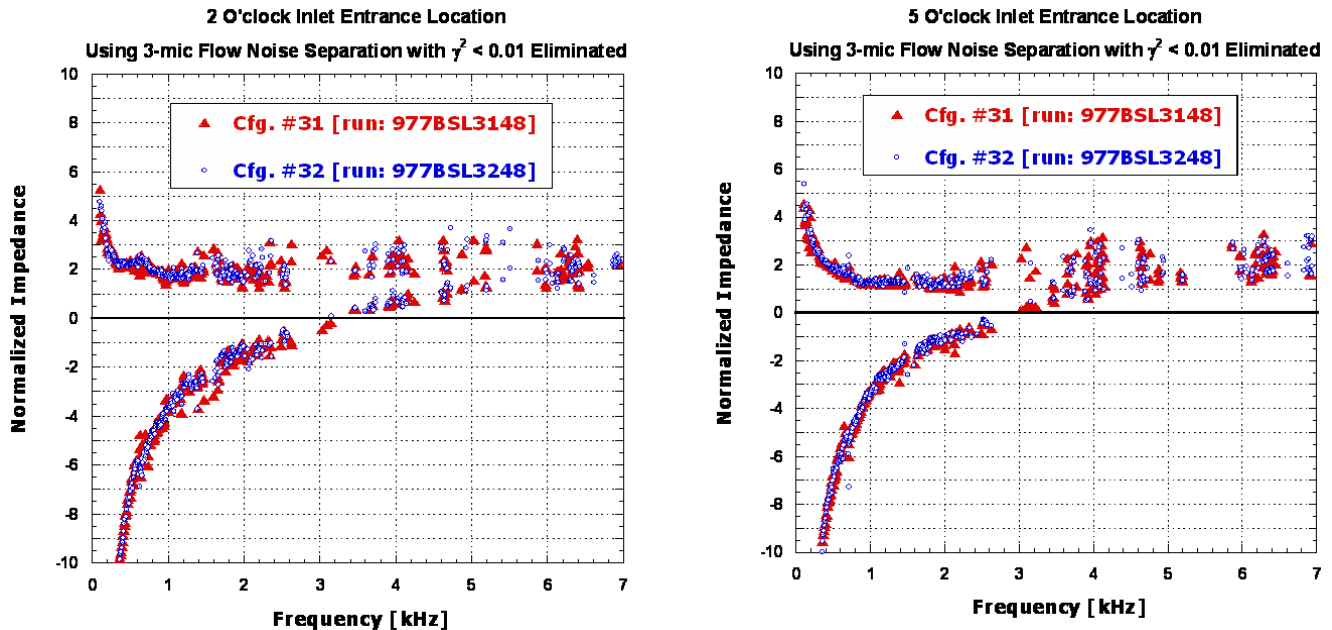 2 O'clock Inlet Entrance Location
Using 3-mic Flow Noise Separation with γ² < 0.01 Eliminated
10
8
6
4
2
0
-2
-4
-6
-8
-10
Normalized Impedance
Cfg. #31 [run: 977BSL3148]
Cfg. #32 [run: 977BSL3248]
0 1 2 3 4 5 6 7
Frequency [kHz]
5 O'clock Inlet Entrance Location
Using 3-mic Flow Noise Separation with γ² < 0.01 Eliminated
10
8
6
4
2
0
-2
-4
-6
-8
-10
Normalized Impedance
Cfg. #31 [run: 977BSL3148]
Cfg. #32 [run: 977BSL3248]
0 1 2 3 4 5 6 7
Frequency [kHz]